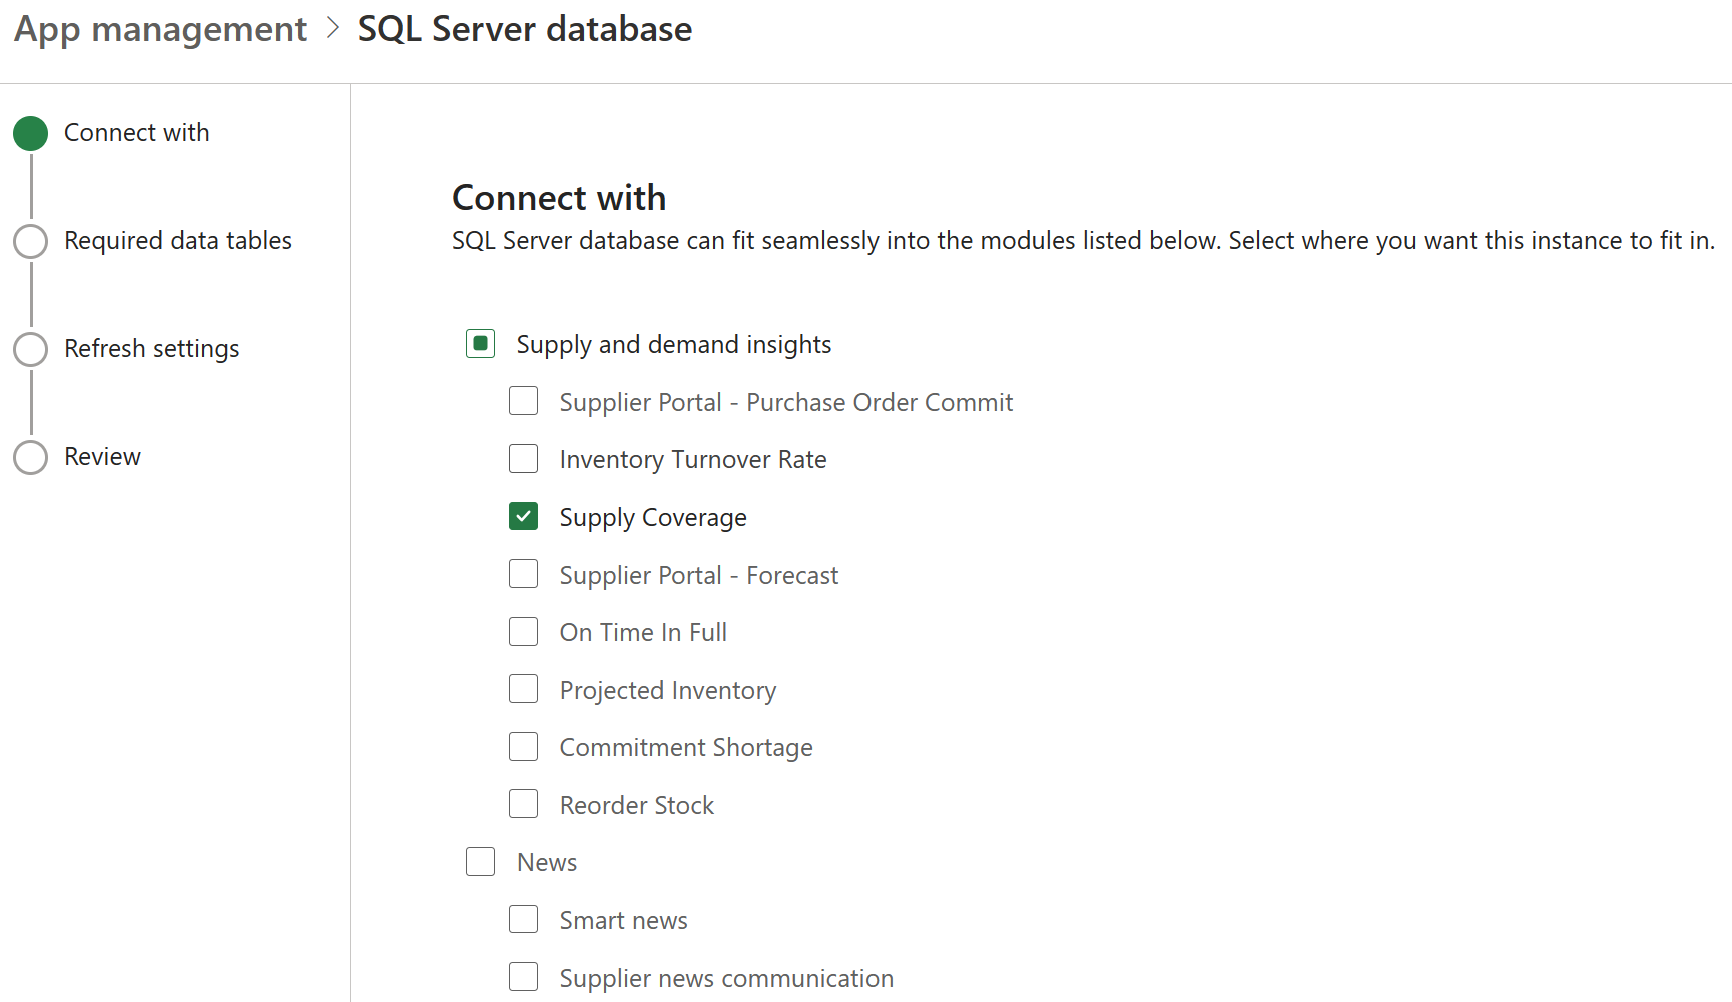 App management > SQL Server database
Connect with
Required data tables
Refresh settings
Review
Connect with
SQL Server database can fit seamlessly into the modules listed below. Select where you want this instance to fit in.
Supply and demand insights
Supplier Portal - Purchase Order Commit
Inventory Turnover Rate
Supply Coverage
Supplier Portal - Forecast
On Time In Full
Projected Inventory
Commitment Shortage
Reorder Stock
News
Smart news
Supplier news communication